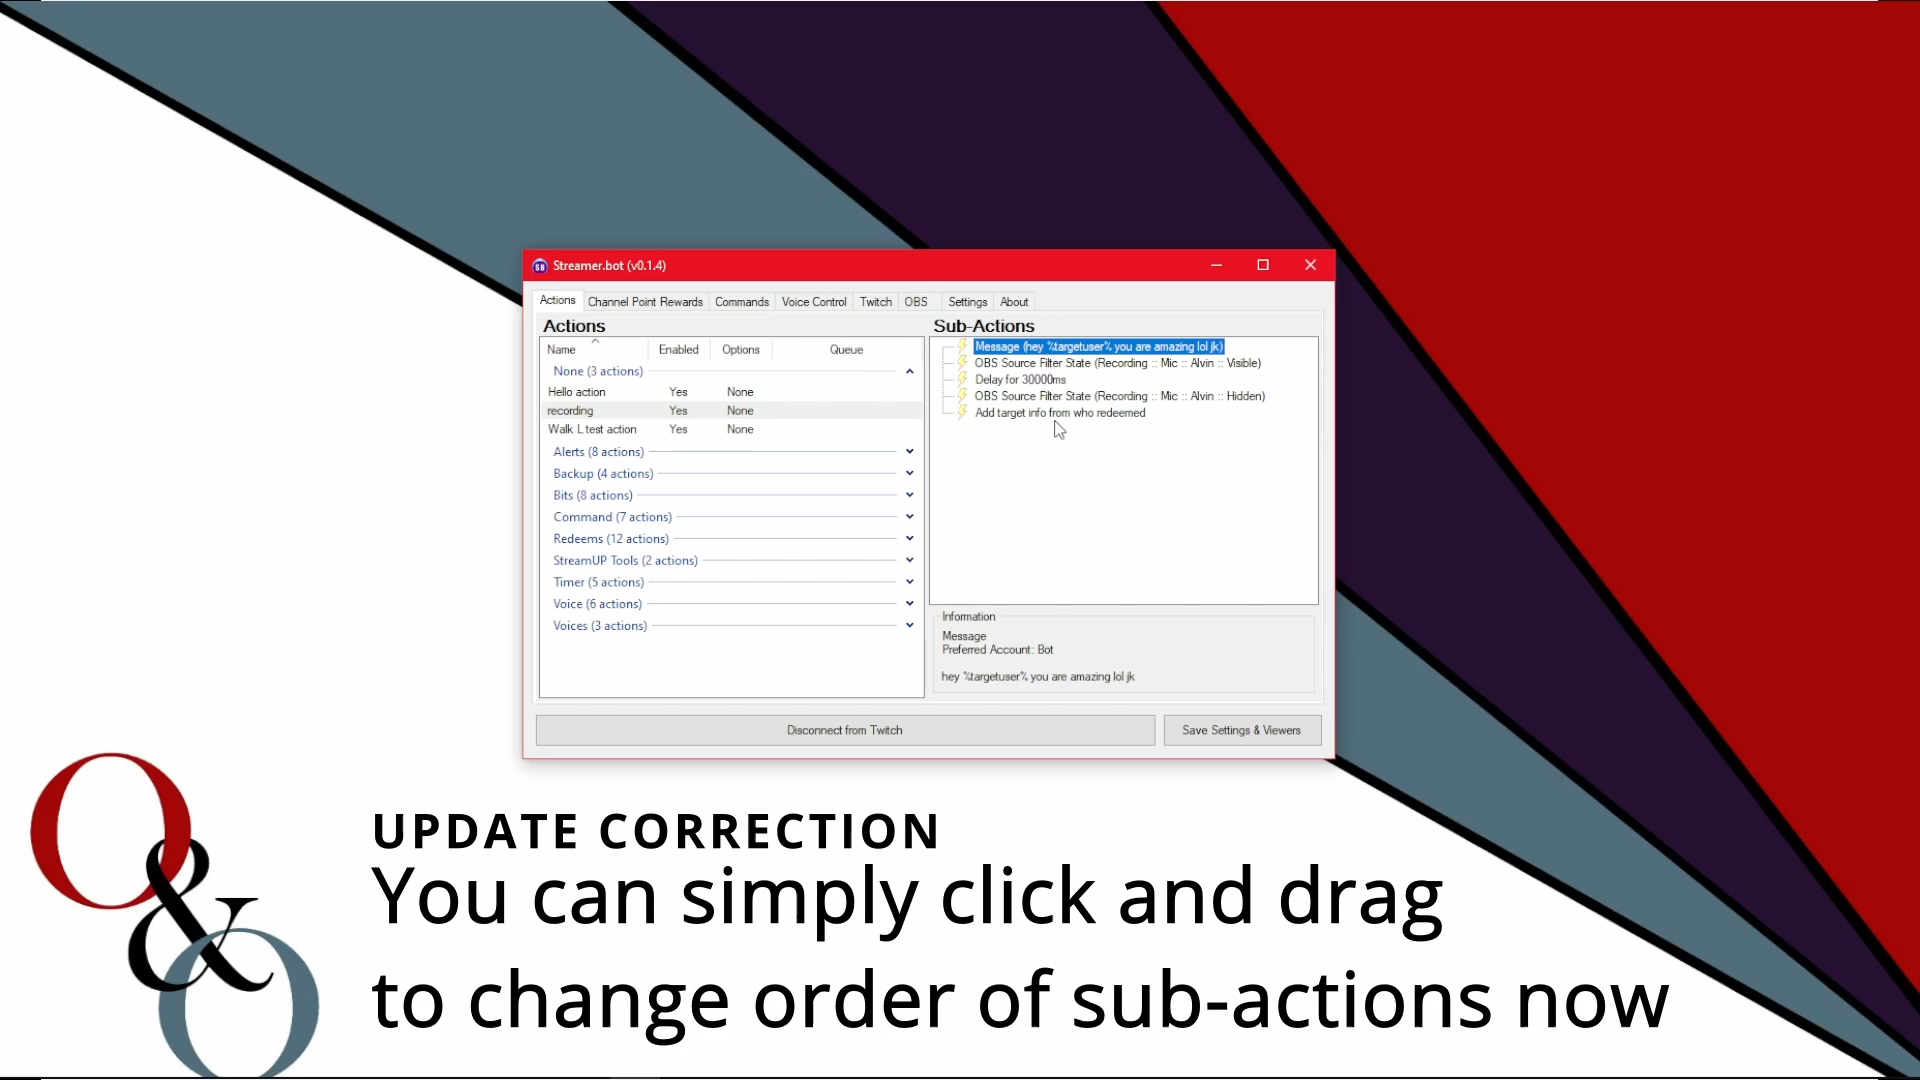 SB Streamer.bot (v0.1.4)
Actions Channel Point Rewards Commands Voice Control Twitch OBS Settings About
Actions
Name Enabled Options Queue
None (3 actions)
Hello action Yes None
recording Yes None
Walk L test action Yes None
Alerts (8 actions)
Backup (4 actions)
Bits (8 actions)
Command (7 actions)
Redeems (12 actions)
StreamUP Tools (2 actions)
Timer (5 actions)
Voice (6 actions)
Voices (3 actions)
Sub-Actions
Message (hey %targetuser% you are amazing lol jk)
OBS Source Filter State (Recording :: Mic :: Alvin :: Visible)
Delay for 30000ms
OBS Source Filter State (Recording :: Mic :: Alvin :: Hidden)
Add target info from who redeemed
Information
Message
Preferred Account: Bot
hey %targetuser% you are amazing lol jk
Disconnect from Twitch Save Settings & Viewers
O&O
UPDATE CORRECTION
You can simply click and drag
to change order of sub-actions now